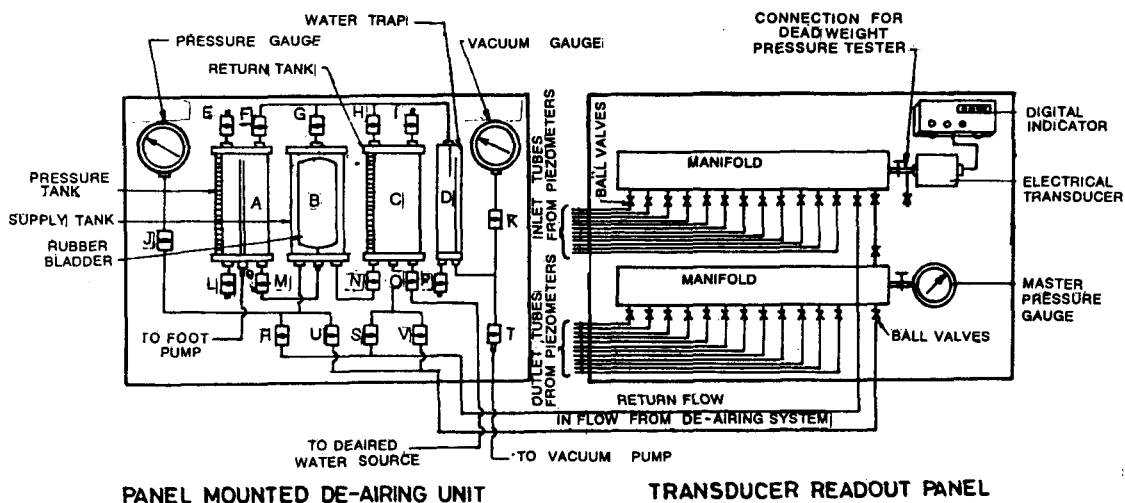 WATER TRAP
PRESSURE GAUGE
VACUUM GAUGE
RETURN TANK
CONNECTION FOR
DEADWEIGHT
PRESSURE TESTER
E F G H I
DIGITAL
INDICATOR
PRESSURE
TANK
SUPPLY TANK
RUBBER
BLADDER
A B C D
J K
L M N O P
TO FOOT
PUMP
R U S V T
INLET TUBES
FROM PIEZOMETERS
BALL VALVES
MANIFOLD
ELECTRICAL
TRANSDUCER
OUTLET TUBES
FROM PIEZOMETERS
MANIFOLD
MASTER
PRESSURE
GAUGE
BALL VALVES
RETURN FLOW
IN FLOW FROM DE-AIRING SYSTEM
TO DEAIRED
WATER SOURCE
TO VACUUM PUMP
PANEL MOUNTED DE-AIRING UNIT
TRANSDUCER READOUT PANEL